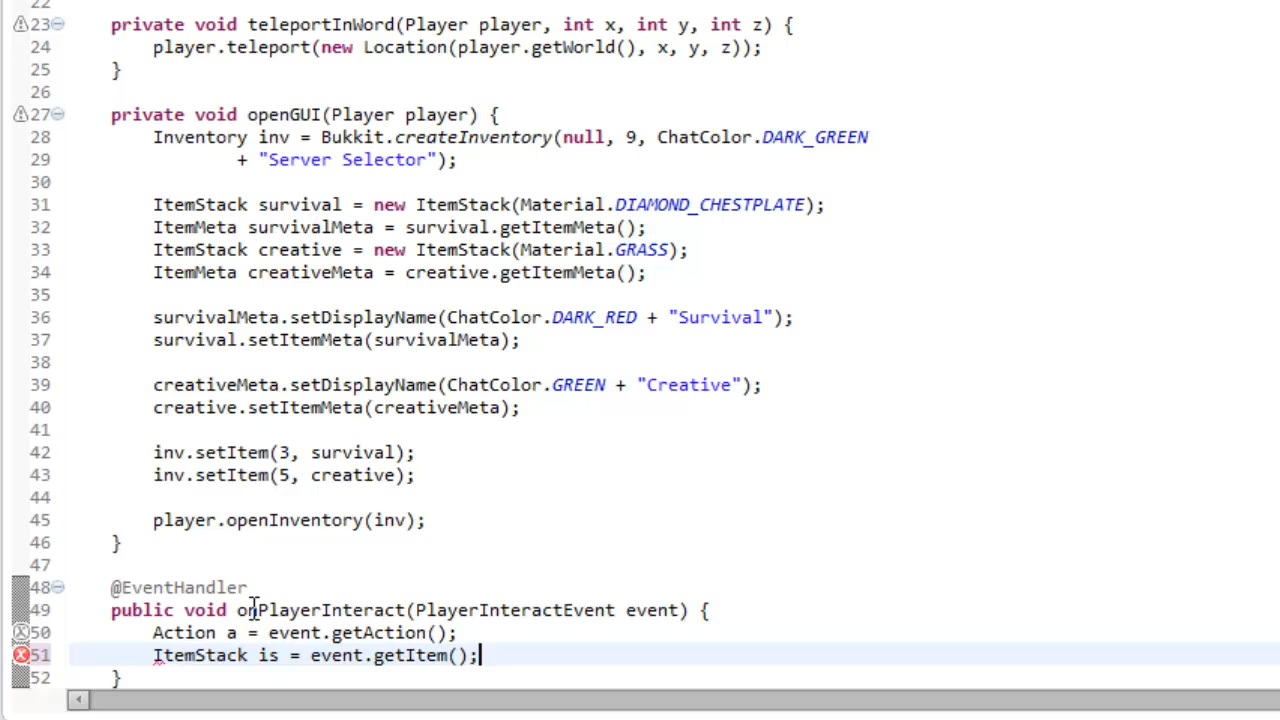 22
23 private void teleportInWord(Player player, int x, int y, int z) {
24 player.teleport(new Location(player.getWorld(), x, y, z));
25 }
26
27 private void openGUI(Player player) {
28 Inventory inv = Bukkit.createInventory(null, 9, ChatColor.DARK_GREEN
29 + "Server Selector");
30
31 ItemStack survival = new ItemStack(Material.DIAMOND_CHESTPLATE);
32 ItemMeta survivalMeta = survival.getItemMeta();
33 ItemStack creative = new ItemStack(Material.GRASS);
34 ItemMeta creativeMeta = creative.getItemMeta();
35
36 survivalMeta.setDisplayName(ChatColor.DARK_RED + "Survival");
37 survival.setItemMeta(survivalMeta);
38
39 creativeMeta.setDisplayName(ChatColor.GREEN + "Creative");
40 creative.setItemMeta(creativeMeta);
41
42 inv.setItem(3, survival);
43 inv.setItem(5, creative);
44
45 player.openInventory(inv);
46 }
47
48 @EventHandler
49 public void onPlayerInteract(PlayerInteractEvent event) {
50 Action a = event.getAction();
51 ItemStack is = event.getItem();
52 }